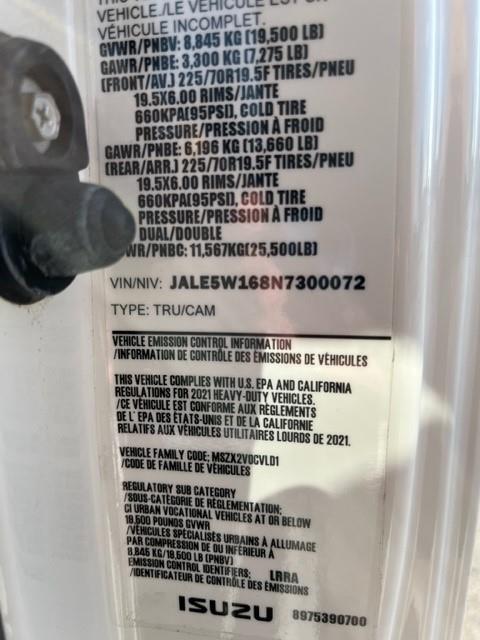 VEHICLE./LE VÉHICULE EST UN
VÉHICULE INCOMPLET.
GVWR/PNBV: 8,845 KG (19,500 LB)
GAWR/PNBE: 3,300 KG (7,275 LB)
(FRONT/AV.) 225/70R19.5F TIRES/PNEU
19.5X6.00 RIMS/JANTE
660KPA(95PSI), COLD TIRE
PRESSURE/PRESSION À FROID
GAWR/PNBE: 6,196 KG (13,660 LB)
(REAR/ARR.) 225/70R19.5F TIRES/PNEU
19.5X6.00 RIMS/JANTE
660KPA(95PSI), COLD TIRE
PRESSURE/PRESSION À FROID
DUAL/DOUBLE
WR/PNBC: 11,567KG(25,500LB)
VIN/NIV: JALE5W168N7300072
TYPE: TRU/CAM
VEHICLE EMISSION CONTROL INFORMATION
/INFORMATION DE CONTRÔLE DES ÉMISSIONS DE VÉHICULES
THIS VEHICLE COMPLIES WITH U.S. EPA AND CALIFORNIA
REGULATIONS FOR 2021 HEAVY-DUTY VEHICLES.
/CE VÉHICULE EST CONFORME AUX RÈGLEMENTS
DE L' EPA DES ÉTATS-UNIS ET DE LA CALIFORNIE
RELATIFS AUX VÉHICULES UTILITAIRES LOURDS DE 2021.
VEHICLE FAMILY CODE: MSZX2VOCVLD1
/CODE DE FAMILLE DE VÉHICULES
REGULATORY SUB CATEGORY
/SOUS-CATÉGORIE DE RÉGLEMENTATION:
CI URBAN VOCATIONAL VEHICLES AT OR BELOW
19,500 POUNDS GVWR
/VÉHICULES SPÉCIALISÉS URBAINS À ALLUMAGE
PAR COMPRESSION DE OU INFÉRIEUR À
8,845 KG/19,500 LB (PNBV)
EMISSION CONTROL IDENTIFIERS: LRRA
/IDENTIFICATEUR DE CONTRÔLE DES ÉMISSIONS
ISUZU 8975390700